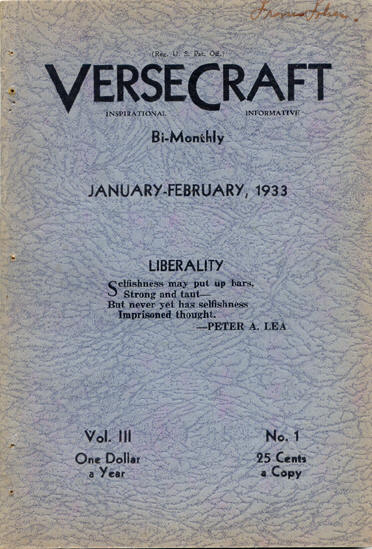 (Reg. U. S. Pat. Off.)
VERSECRAFT
INSPIRATIONAL INFORMATIVE
Bi-Monthly
JANUARY-FEBRUARY, 1933
LIBERALITY
Selfishness may put up bars,
Strong and taut—
But never yet has selfishness
Imprisoned thought.
—PETER A. LEA
Vol. III No. 1
One Dollar 25 Cents
a Year a Copy